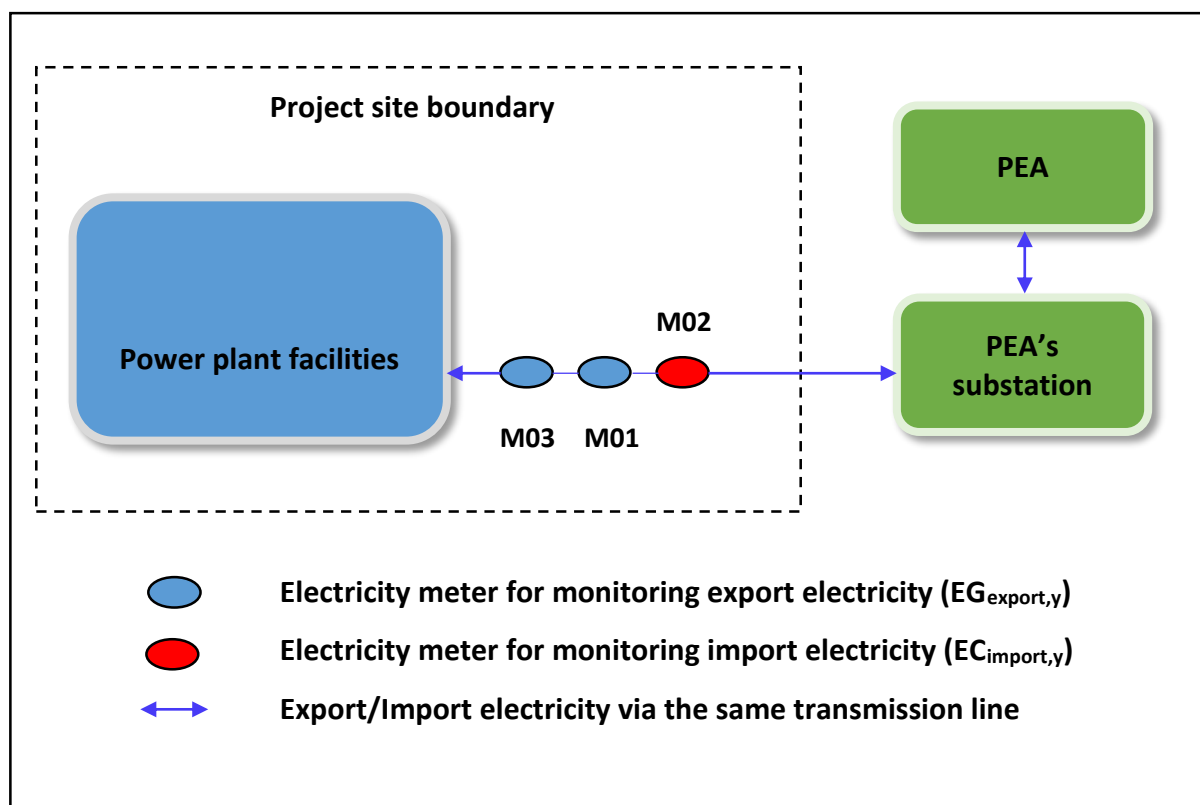 Project site boundary
PEA
Power plant facilities
M02
PEA’s
substation
M03
M01
Electricity meter for monitoring export electricity (EGexport,y)
Electricity meter for monitoring import electricity (ECimport,y)
Export/Import electricity via the same transmission line